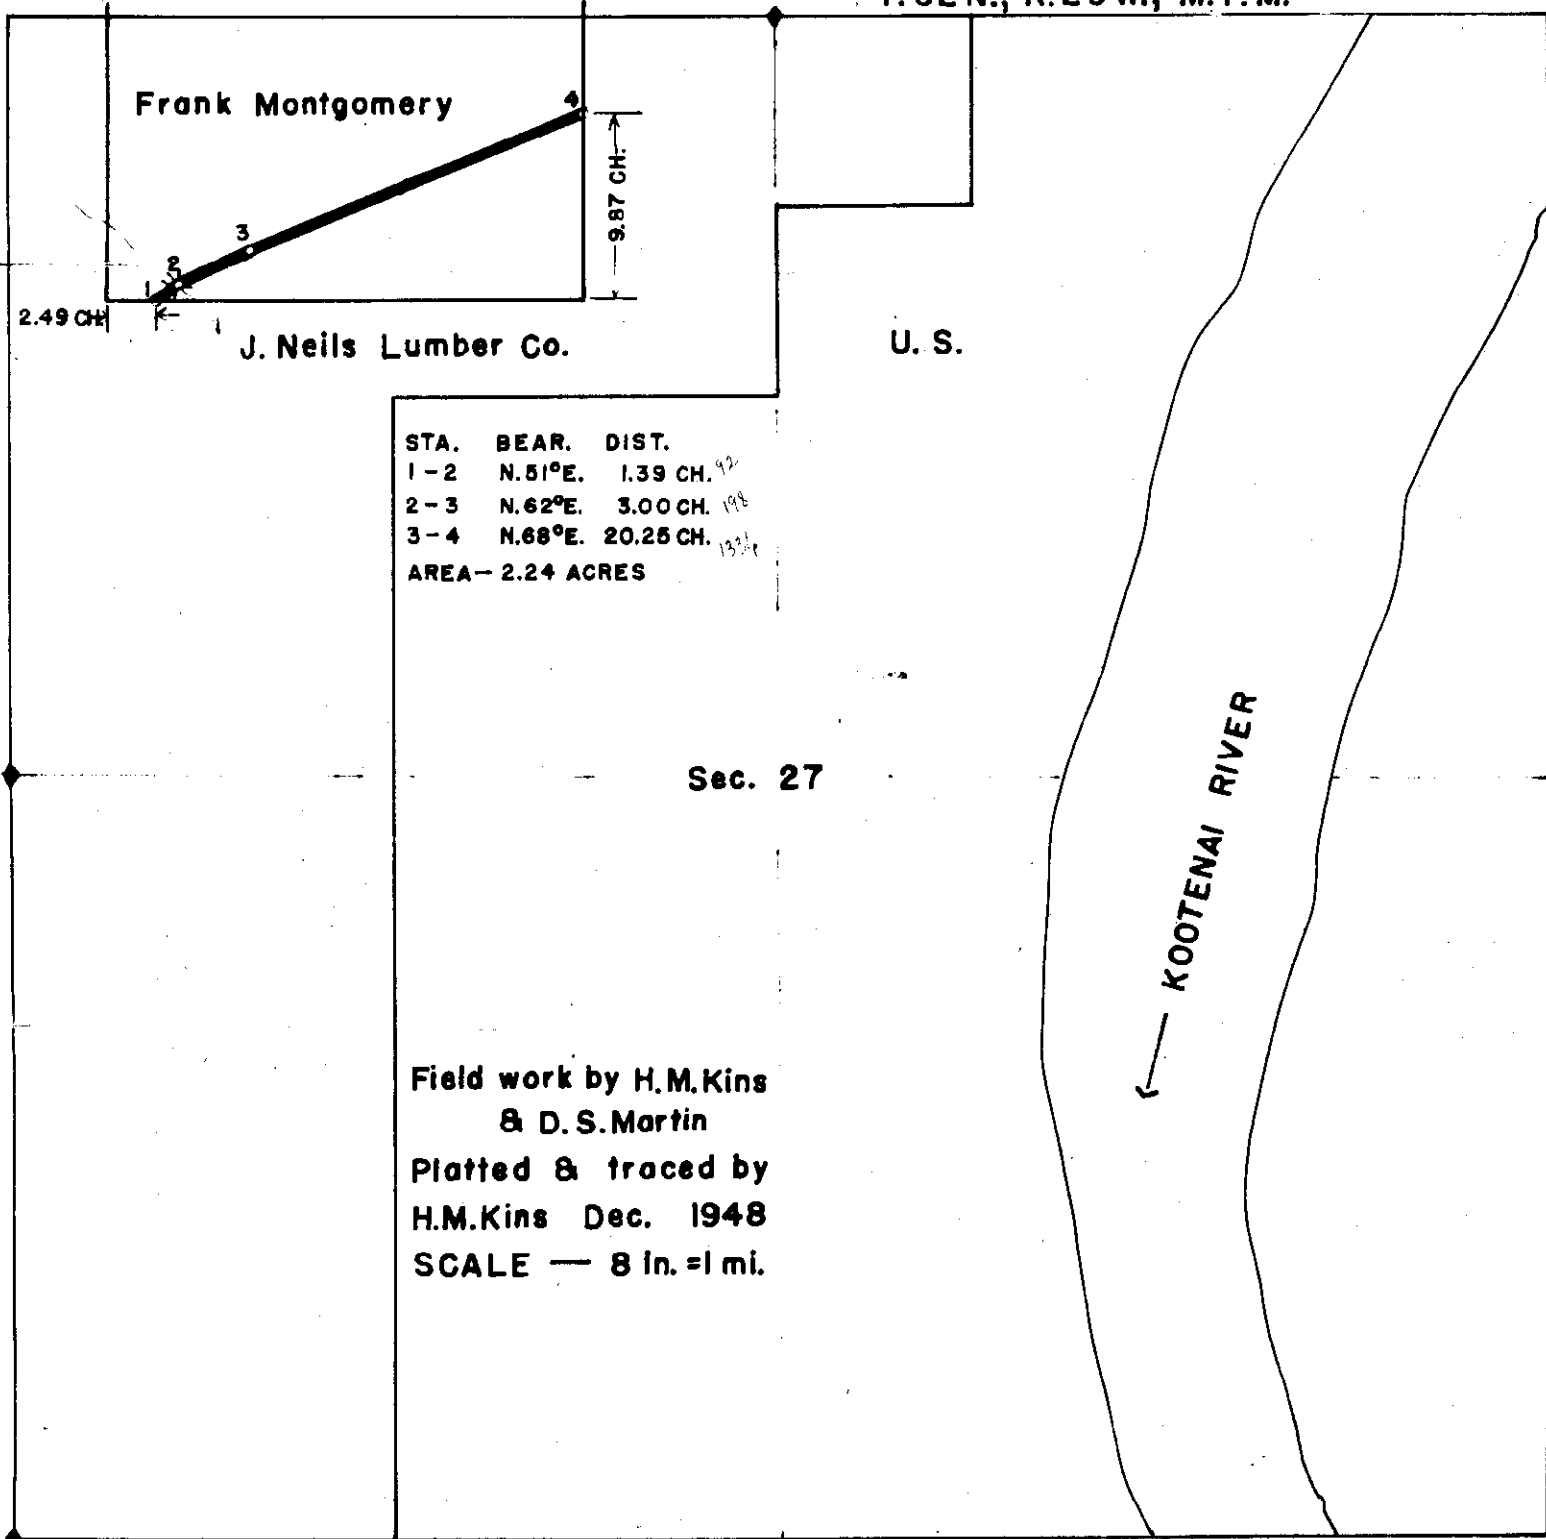 Frank Montgomery
4
9.87 CH.
3
2
1
2.49 CH.
J. Neils Lumber Co.
U. S.
STA. BEAR. DIST.
1-2 N.51°E. 1.39 CH. 92
2-3 N.62°E. 3.00 CH. 198
3-4 N.68°E. 20.25 CH.
AREA— 2.24 ACRES
Sec. 27
KOOTENAI RIVER
Field work by H.M.Kins
& D.S.Martin
Platted & traced by
H.M.Kins Dec. 1948
SCALE — 8 in. = 1 mi.